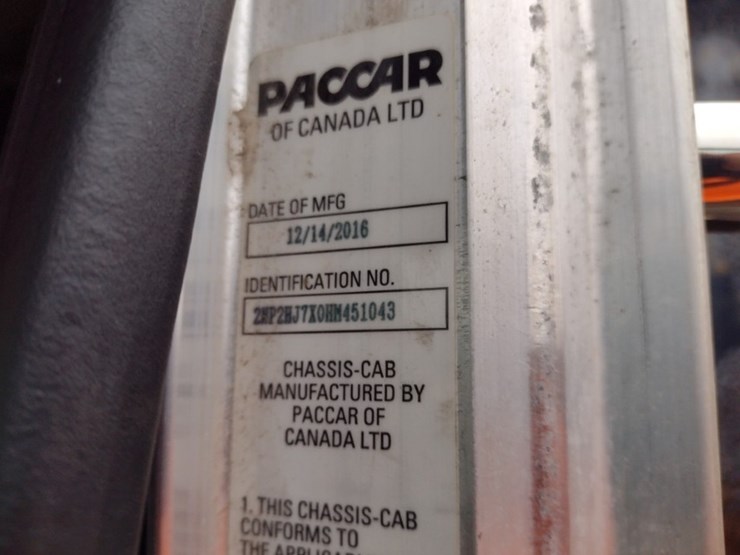 PACCAR
OF CANADA LTD
DATE OF MFG
12/14/2016
IDENTIFICATION NO.
2NP2HJ7X0HM451043
CHASSIS-CAB
MANUFACTURED BY
PACCAR OF
CANADA LTD
1. THIS CHASSIS-CAB
CONFORMS TO
THE